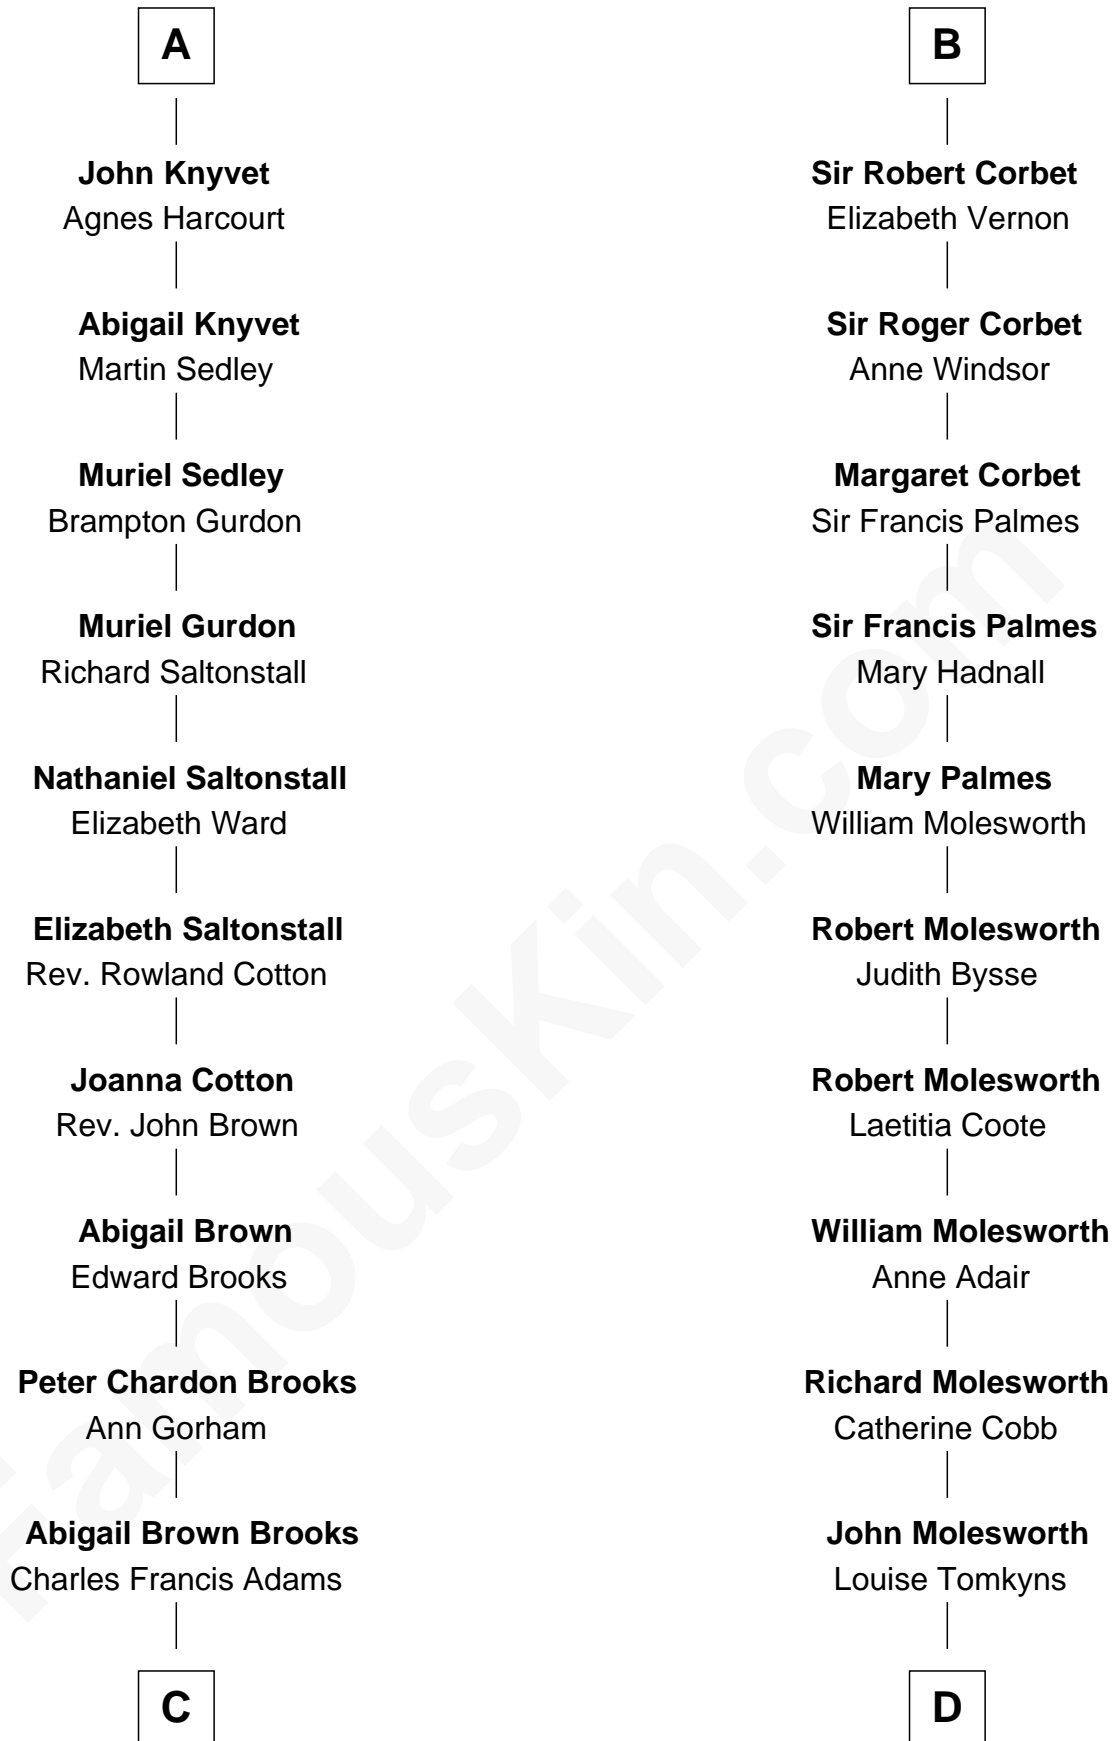 A
John Knyvet
Agnes Harcourt
Abigail Knyvet
Martin Sedley
Muriel Sedley
Brampton Gurdon
Muriel Gurdon
Richard Saltonstall
Nathaniel Saltonstall
Elizabeth Ward
Elizabeth Saltonstall
Rev. Rowland Cotton
Joanna Cotton
Rev. John Brown
Abigail Brown
Edward Brooks
Peter Chardon Brooks
Ann Gorham
Abigail Brown Brooks
Charles Francis Adams
C
B
Sir Robert Corbet
Elizabeth Vernon
Sir Roger Corbet
Anne Windsor
Margaret Corbet
Sir Francis Palmes
Sir Francis Palmes
Mary Hadnall
Mary Palmes
William Molesworth
Robert Molesworth
Judith Bysse
Robert Molesworth
Laetitia Coote
William Molesworth
Anne Adair
Richard Molesworth
Catherine Cobb
John Molesworth
Louise Tomkyns
D
FamousKin.com